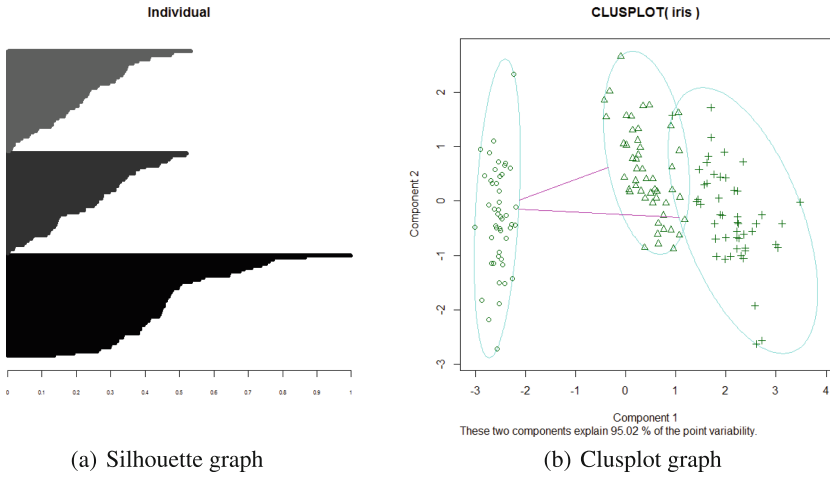 Individual
0 0.1 0.2 0.3 0.4 0.5 0.6 0.7 0.8 0.9 1
(a) Silhouette graph
CLUSPLOT( iris )
Component 2
2
1
0
-1
-2
-3
-3 -2 -1 0 1 2 3 4
Component 1
These two components explain 95.02 % of the point variability.
(b) Clusplot graph